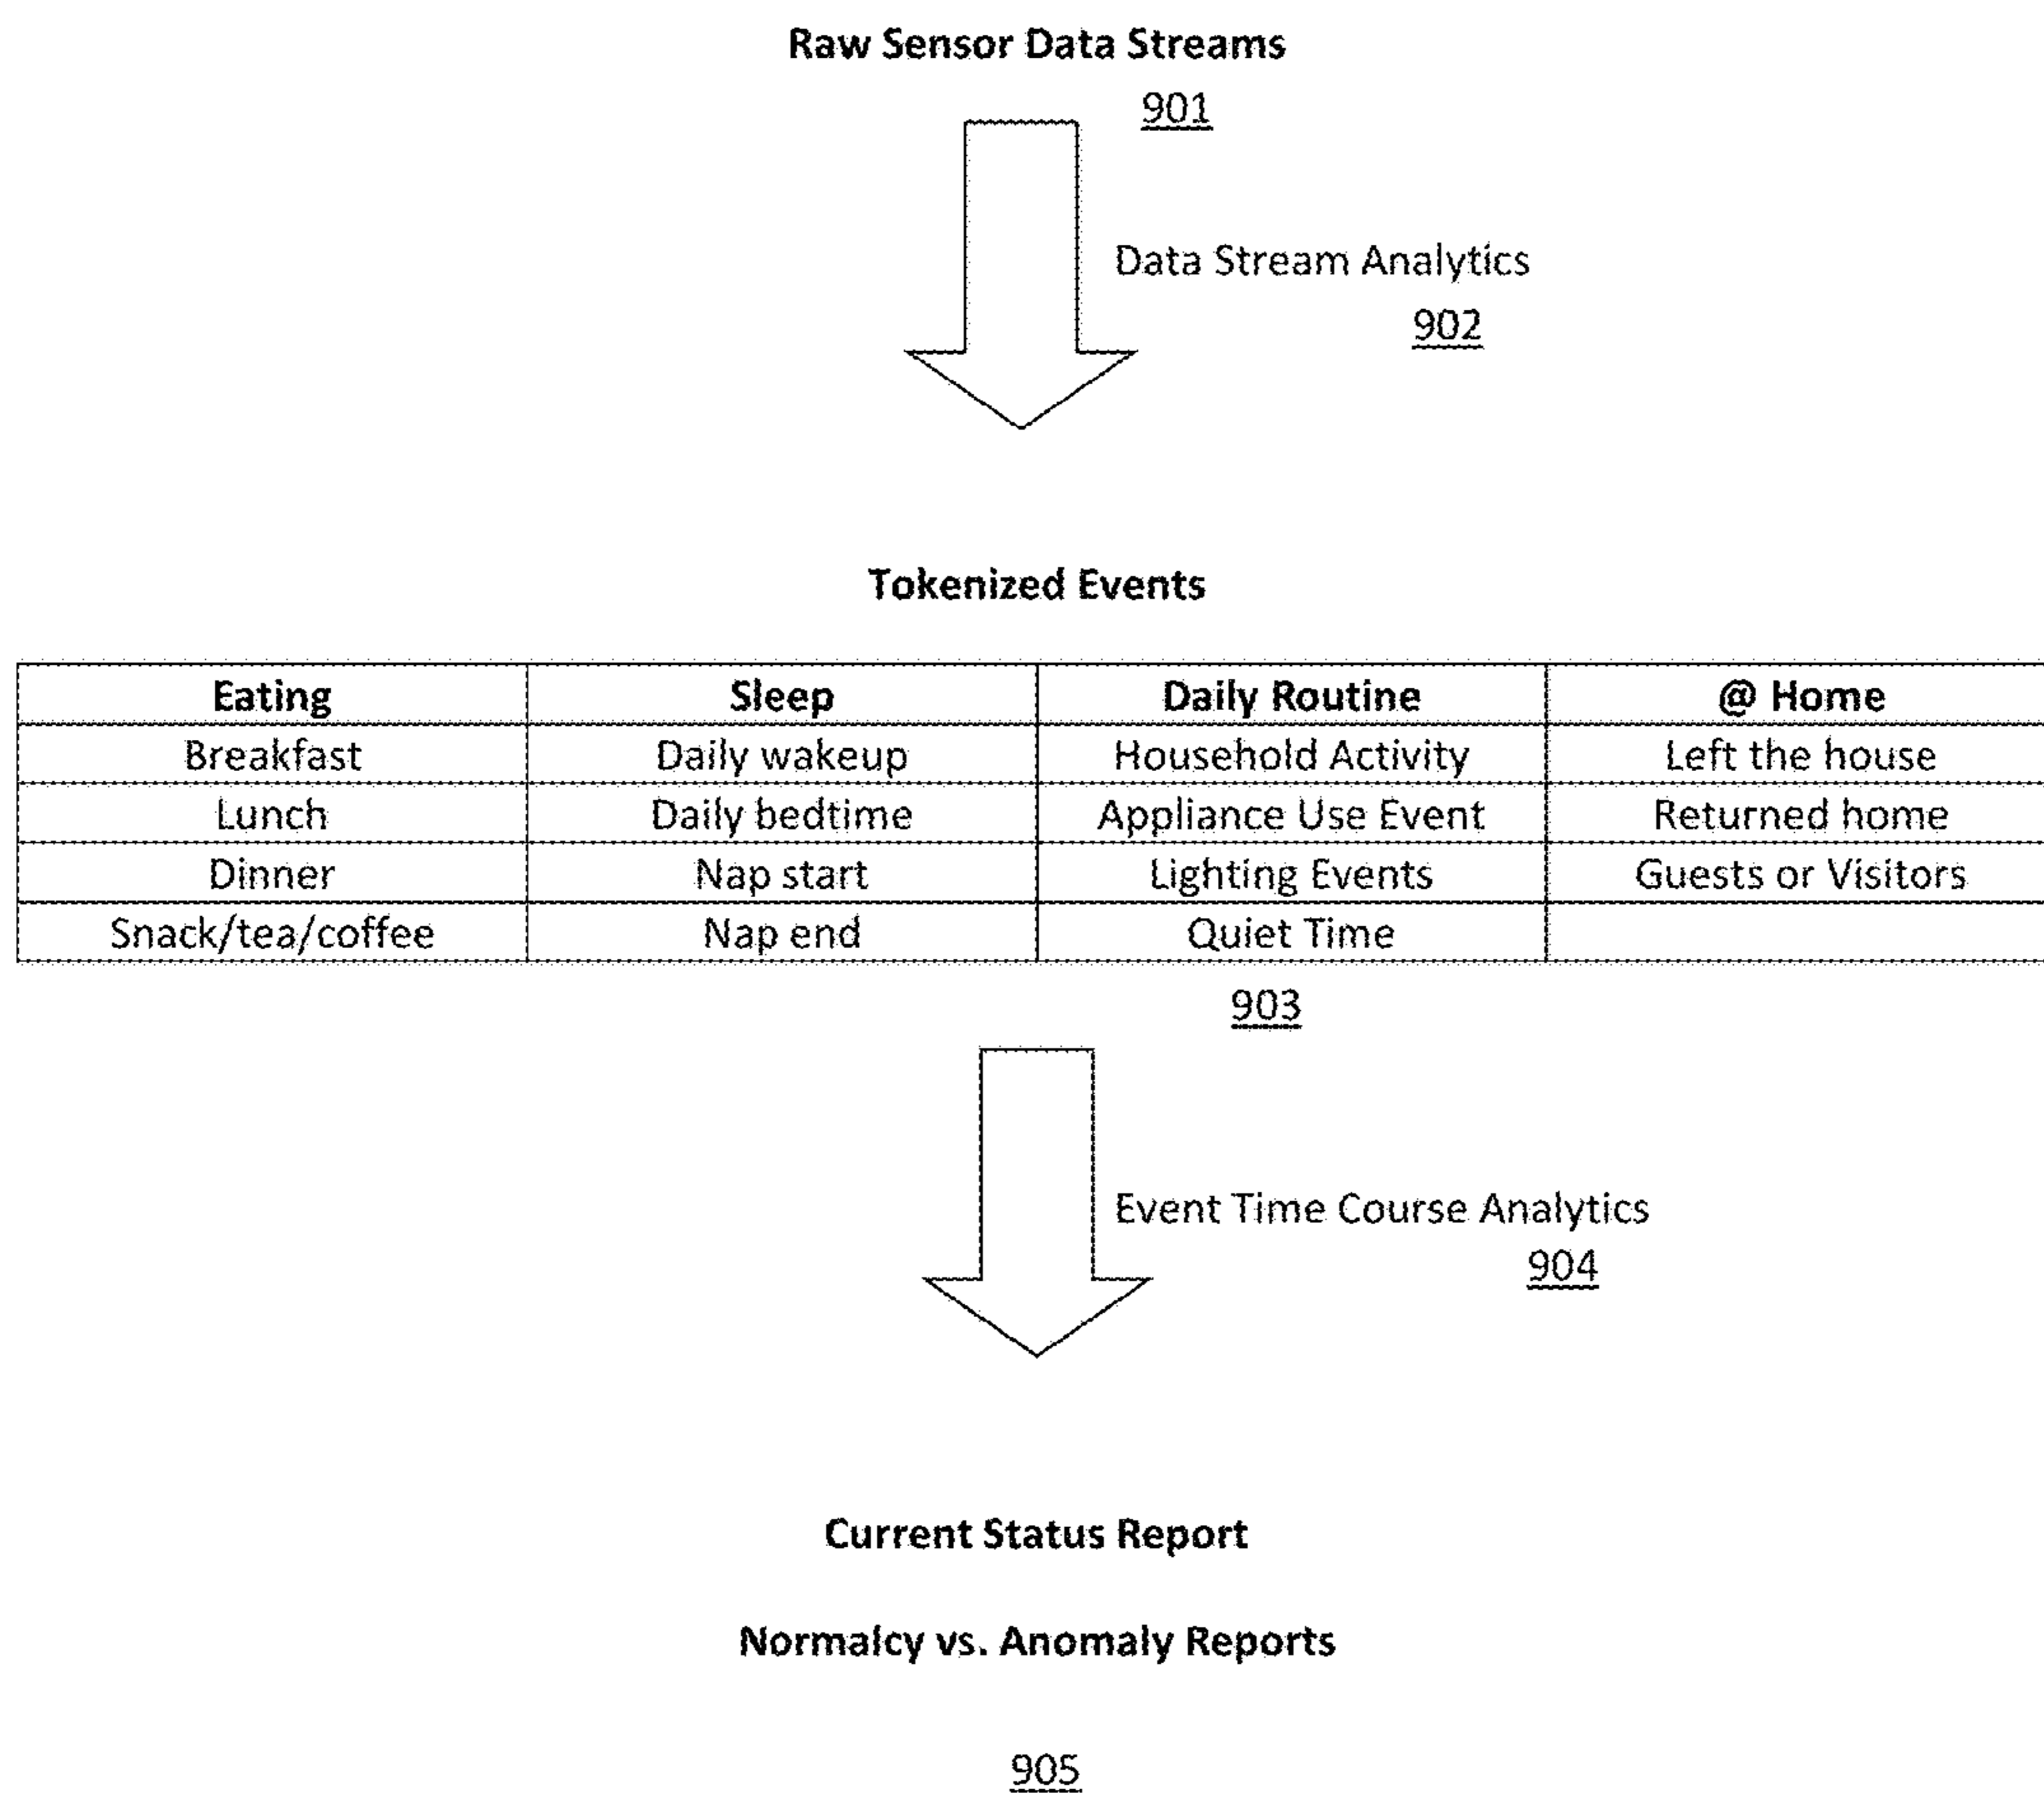 Raw Sensor Data Streams
901
Data Stream Analytics
902
Tokenized Events
Eating Sleep Daily Routine @ Home
Breakfast Daily wakeup Household Activity Left the house
Lunch Daily bedtime Appliance Use Event Returned home
Dinner Nap start Lighting Events Guests or Visitors
Snack/tea/coffee Nap end Quiet Time
903
Event Time Course Analytics
904
Current Status Report
Normalcy vs. Anomaly Reports
905